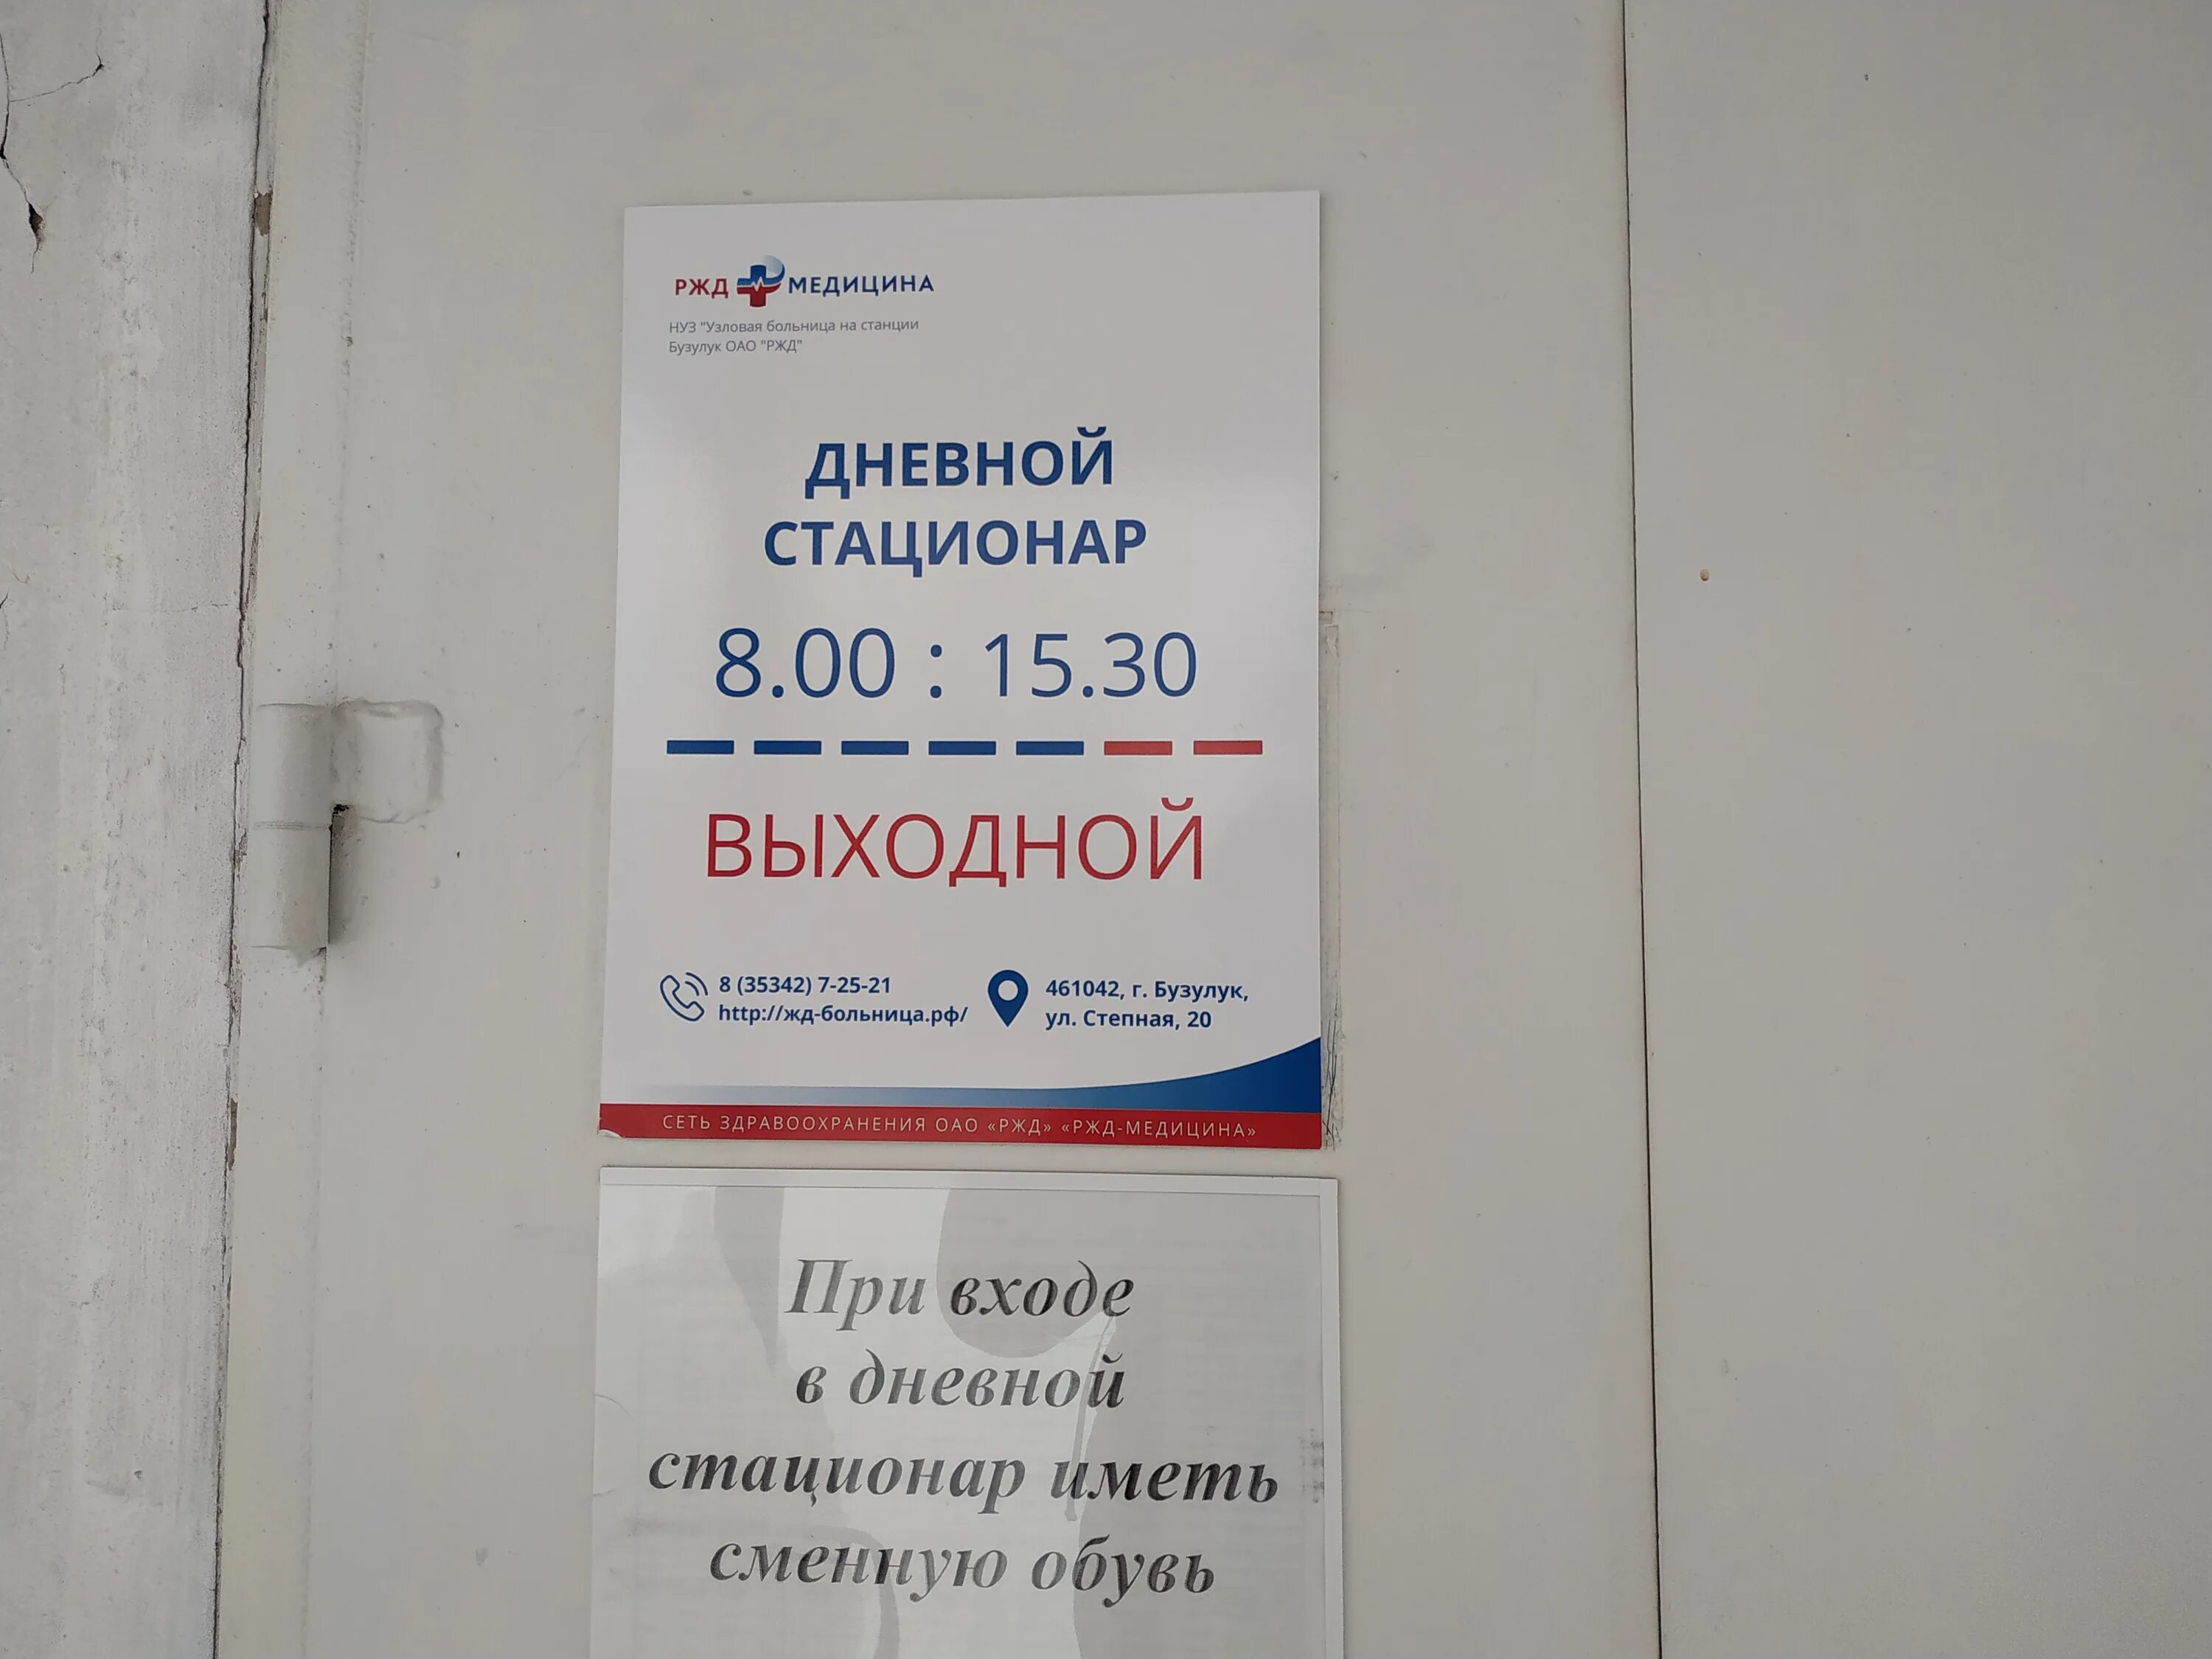 РЖД МЕДИЦИНА
НУЗ "Узловая больница на станции
Бузулук ОАО "РЖД"
ДНЕВНОЙ
СТАЦИОНАР
8.00 : 15.30
ВЫХОДНОЙ
8 (35342) 7-25-21
http://жд-больница.рф/
461042, г. Бузулук,
ул. Степная, 20
СЕТЬ ЗДРАВООХРАНЕНИЯ ОАО «РЖД» «РЖД-МЕДИЦИНА»
При входе
в дневной
стационар иметь
сменную обувь